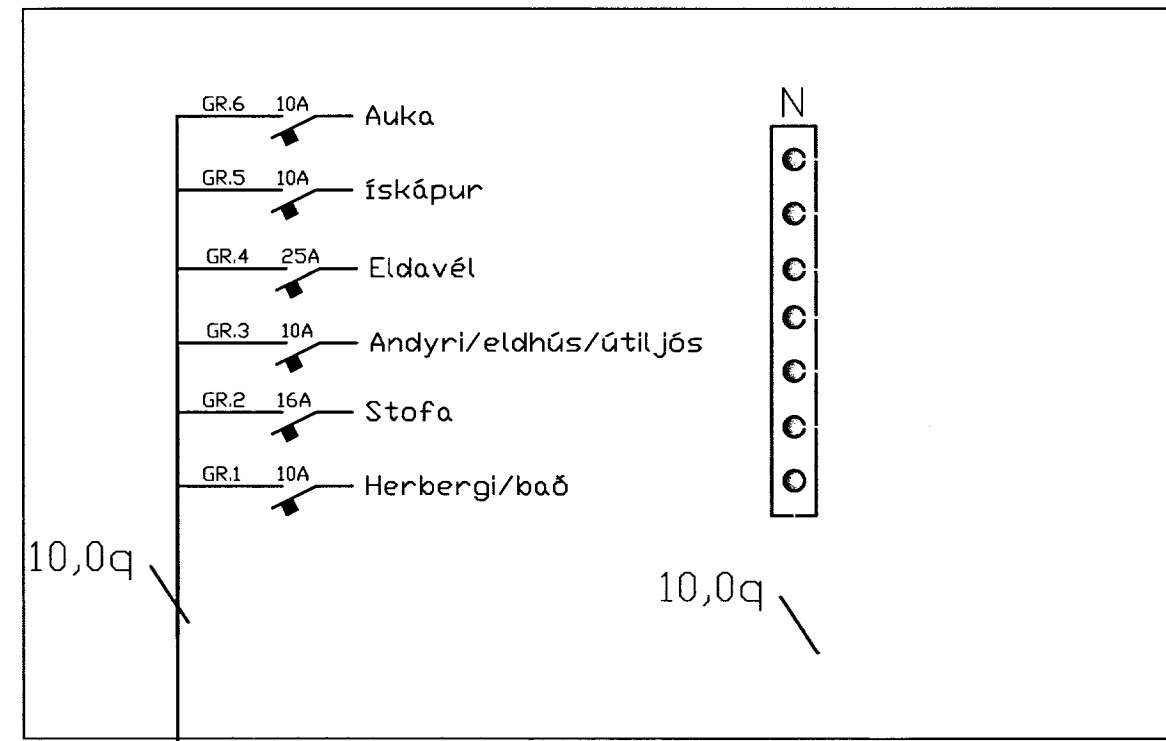 N
GR.6 10A Auka
GR.5 10A ískápur
GR.4 25A Eldavél
GR.3 10A Andyri/eldhús/útiljós
GR.2 16A Stofa
GR.1 10A Herbergi/bað
10,0q
10,0q